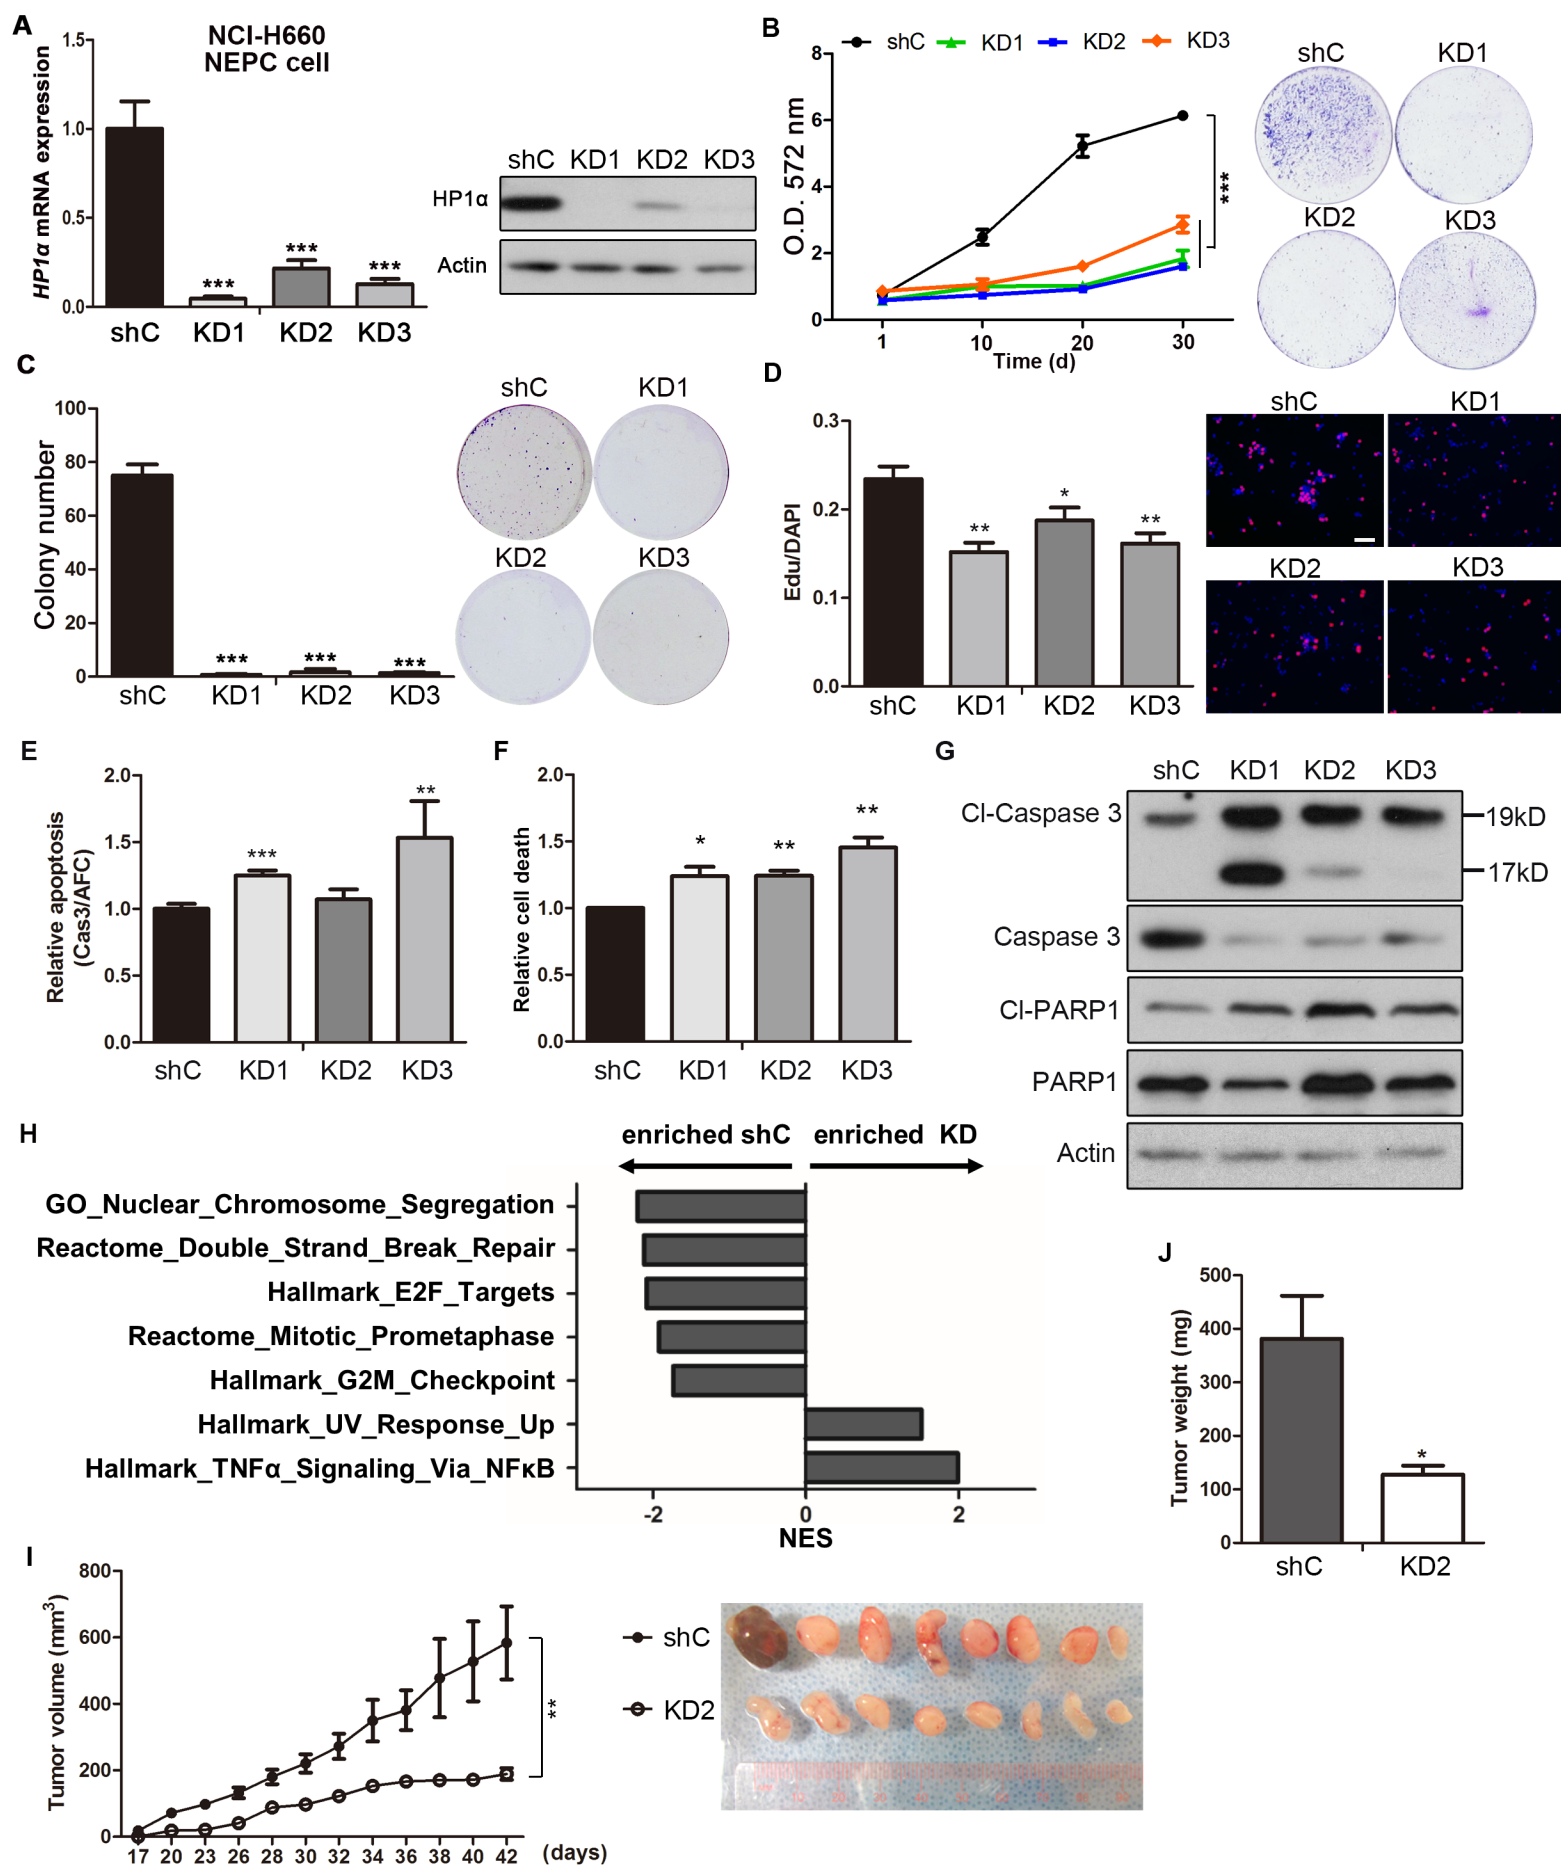 A
NCI-H660
NEPC cell
HP1α mRNA expression
1.5
1.0
0.5
0.0
***
***
***
shC
KD1
KD2
KD3
shC KD1 KD2 KD3
HP1α
Actin
B
shC
KD1
KD2
KD3
O.D. 572 nm
8
6
4
2
0
1
10
20
30
Time (d)
***
shC
KD1
KD2
KD3
C
Colony number
100
80
60
40
20
0
***
***
***
shC
KD1
KD2
KD3
shC
KD1
KD2
KD3
D
Edu/DAPI
0.3
0.2
0.1
0.0
**
*
**
shC
KD1
KD2
KD3
shC
KD1
KD2
KD3
E
Relative apoptosis
(Cas3/AFC)
2.0
1.5
1.0
0.5
0.0
***
**
shC
KD1
KD2
KD3
F
Relative cell death
2.0
1.5
1.0
0.5
0.0
*
**
**
shC
KD1
KD2
KD3
G
shC
KD1
KD2
KD3
Cl-Caspase 3
19kD
17kD
Caspase 3
Cl-PARP1
PARP1
Actin
H
enriched shC
enriched KD
GO_Nuclear_Chromosome_Segregation
Reactome_Double_Strand_Break_Repair
Hallmark_E2F_Targets
Reactome_Mitotic_Prometaphase
Hallmark_G2M_Checkpoint
Hallmark_UV_Response_Up
Hallmark_TNFα_Signaling_Via_NFκB
-2
0
2
NES
J
Tumor weight (mg)
500
400
300
200
100
0
*
shC
KD2
I
Tumor volume (mm³)
800
600
400
200
0
17 20 23 26 28 30 32 34 36 38 40 42 (days)
**
shC
KD2